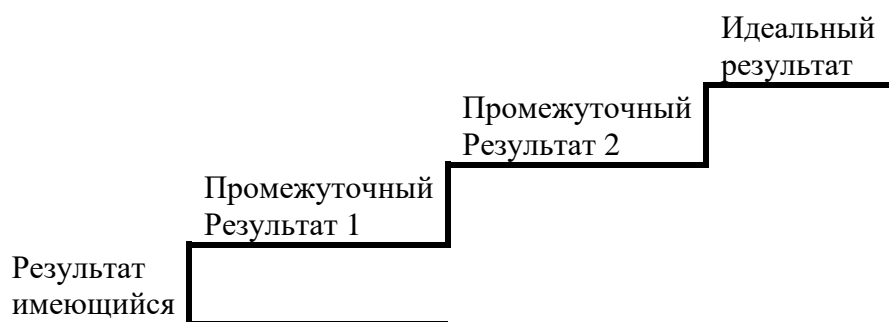 Идеальный
результат
Промежуточный
Результат 2
Промежуточный
Результат 1
Результат
имеющийся